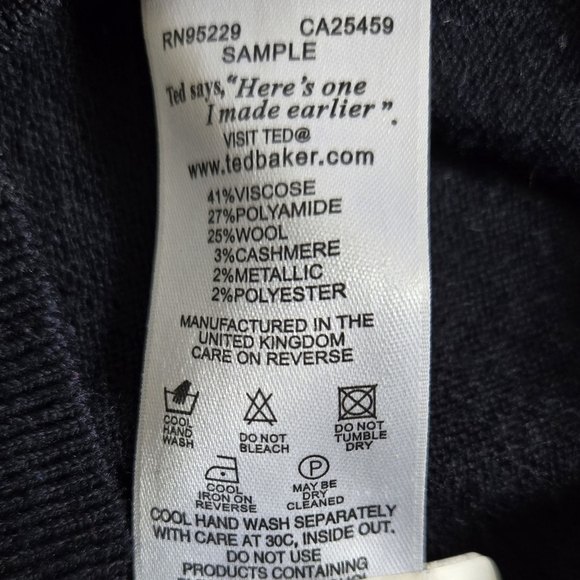 RN95229 CA25459
SAMPLE
Ted says, "Here's one
I made earlier".
VISIT TED@
www.tedbaker.com
41%VISCOSE
27%POLYAMIDE
25%WOOL
3%CASHMERE
2%METALLIC
2%POLYESTER
MANUFACTURED IN THE
UNITED KINGDOM
CARE ON REVERSE
COOL
HAND
WASH
DO NOT
BLEACH
DO NOT
TUMBLE
DRY
COOL
IRON ON
REVERSE
P
MAY BE
DRY
CLEANED
COOL HAND WASH SEPARATELY
WITH CARE AT 30C, INSIDE OUT.
DO NOT USE
PRODUCTS CONTAINING